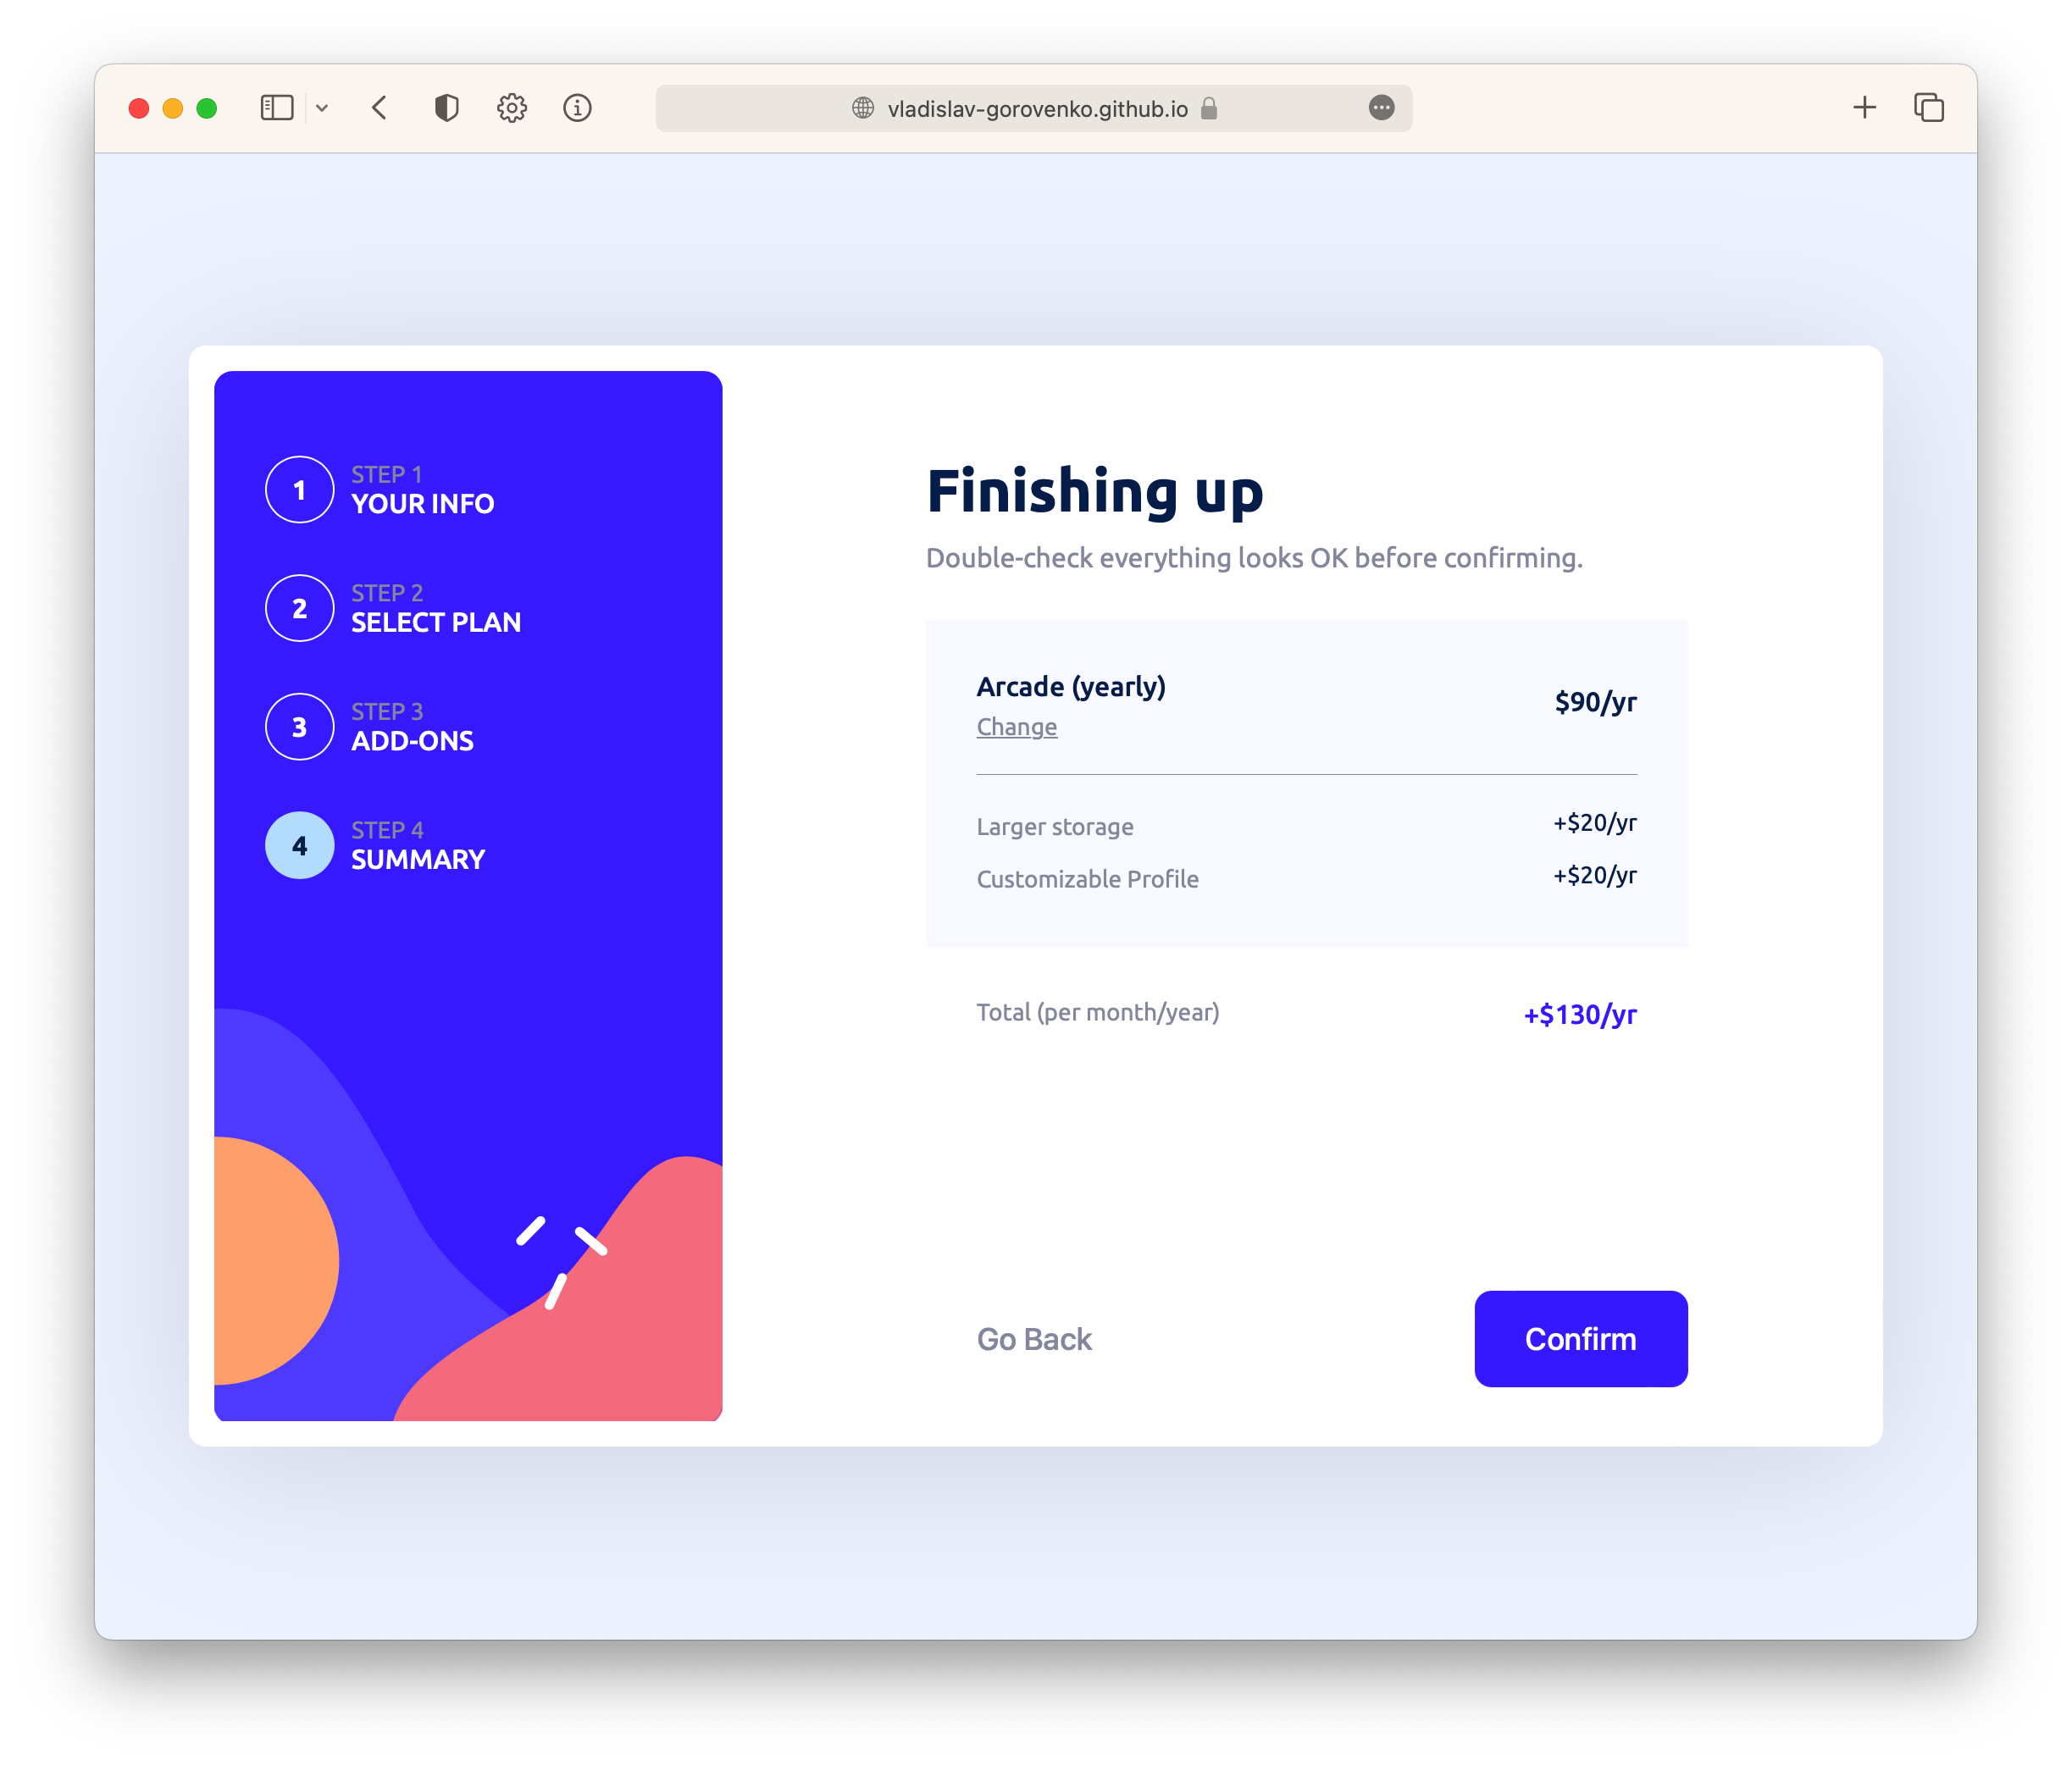 vladislav-gorovenko.github.io
1
STEP 1
YOUR INFO
2
STEP 2
SELECT PLAN
3
STEP 3
ADD-ONS
4
STEP 4
SUMMARY
Finishing up
Double-check everything looks OK before confirming.
Arcade (yearly)
$90/yr
Change
Larger storage
+$20/yr
Customizable Profile
+$20/yr
Total (per month/year)
+$130/yr
Go Back
Confirm